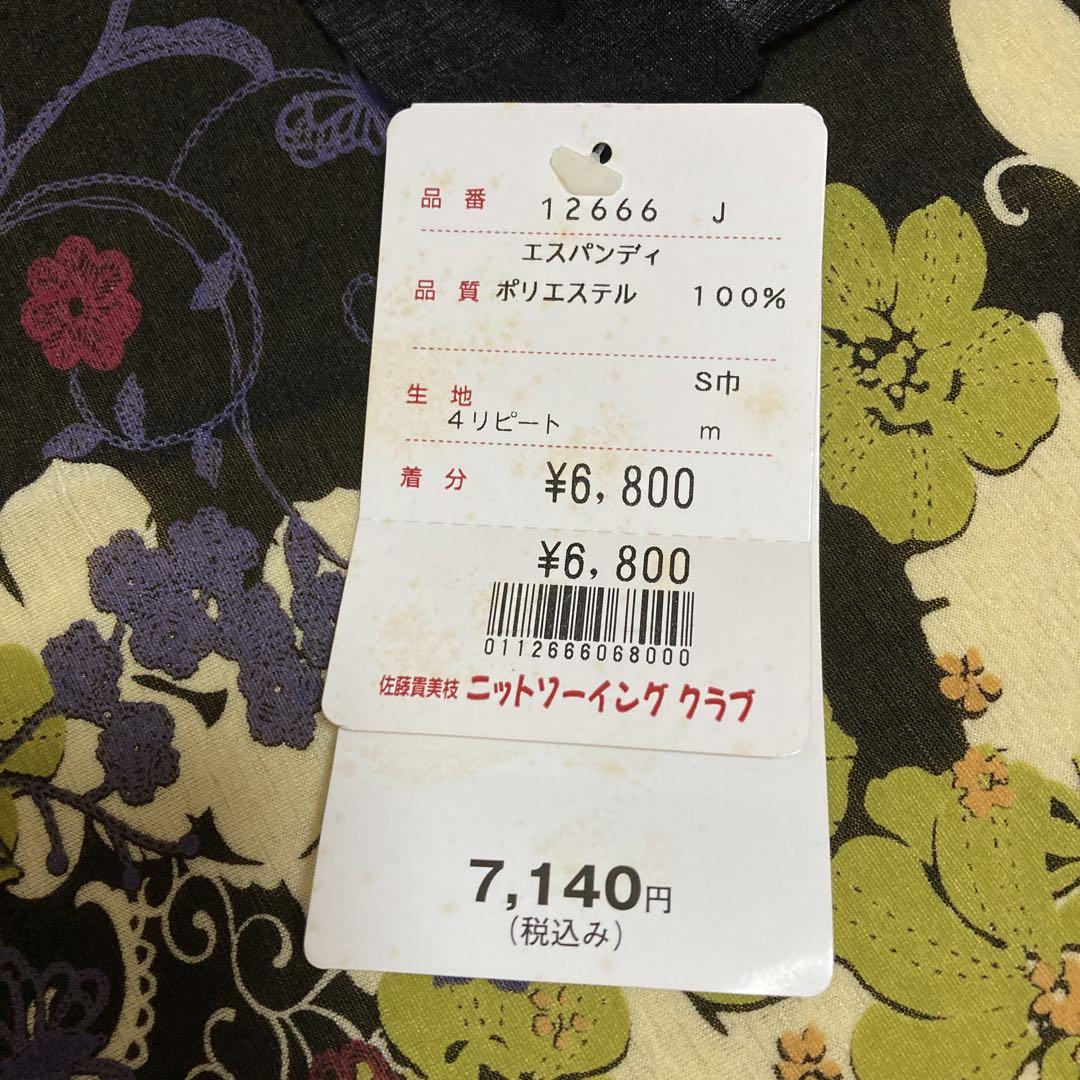 品番 12666 J
エスパンディ
品質 ポリエステル 100%
S巾
生地
4リピート m
着分 ¥6,800
¥6,800
0112666068000
佐藤貴美枝 ニットソーイング クラブ
7,140円
(税込み)